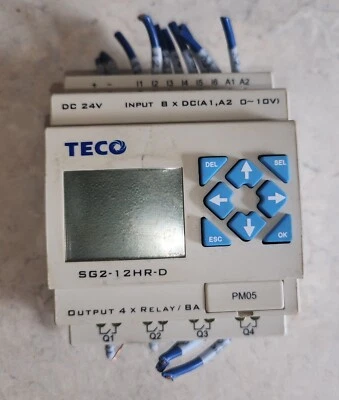 + - I1 I2 I3 I4 I5 I6 A1 A2
DC 24V INPUT 8 x DC(A1,A2 0~10V)
TECO
DEL SEL
ESC OK
SG2-12HR-D
OUTPUT 4 x RELAY/8A
PM05
Q1 Q2 Q3 Q4